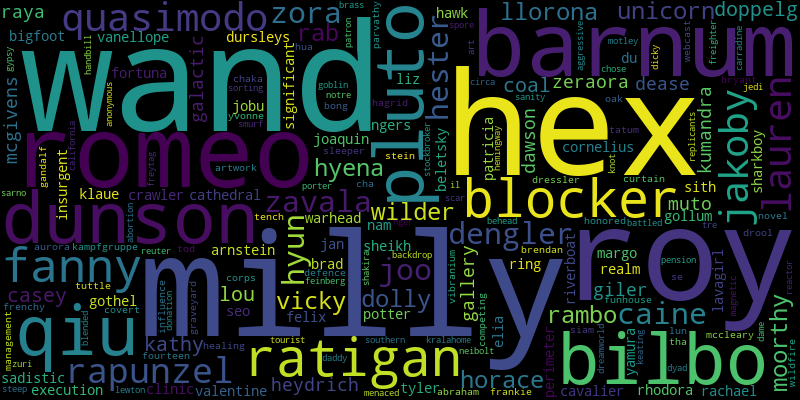 raya
quasimodo
zora
brass
hawk
llorona
unicorn
doppelg
bigfoot
vanellope
dursleys
rab
patron
parvathy
spore
art
motley
dicky
webcast
freighter
carradine
gypsy
handbill
fortuna
galactic
hua
pluto
hester
barnum
du
aggressive
chose
bryant
jedi
wand
chaka
sorting
significant
liz
goblin
notre
coal
zeraora
dease
mcgivens
anonymous
jobu
yvonne
smurf
bong
hagrid
ngers
circa
sanity
oak
hex
lauren
romeo
joaquin
stockbroker
patricia
hemingway
dawson
cornelius
tatum
replicants
kumandra
jakoby
sharkboy
gandalf
california
freytag
artwork
hyena
sleeper
stein
beletsky
knot
insurgent
klaue
crawler
cathedral
porter
cha
il
dressler
curtain
sith
sarno
dunson
zavala
scar
blocker
muto
gollum
novel
abortion
tench
warhead
wilder
behead
honored
battled
tre
drool
aurora
kampfgruppe
reuter
tod
arnstein
hyun
jan
nam
sheikh
dengler
roy
margo
fanny
milly
brad
backdrop
joo
gallery
ring
brendan
riverboat
realm
pension
se
lavagirl
magnetic
reactor
tuttle
corps
defence
feinberg
shakira
vibranium
giler
funhouse
casey
gothel
covert
lou
vicky
dolly
competing
elia
rambo
caine
frenchy
influence
donation
graveyard
seo
felix
potter
siam
mccleary
dame
management
qiu
blended
kathy
healing
tourist
southern
kralahome
neibolt
perimeter
dreamworld
yamura
keating
lun
tha
zuri
fourteen
ratigan
daddy
bilbo
dyad
moorthy
wildfire
sadistic
rapunzel
heydrich
menaced
tyler
horace
steep
execution
lewton
clinic
valentine
abraham
frankie
cavalier
rhodora
rachael